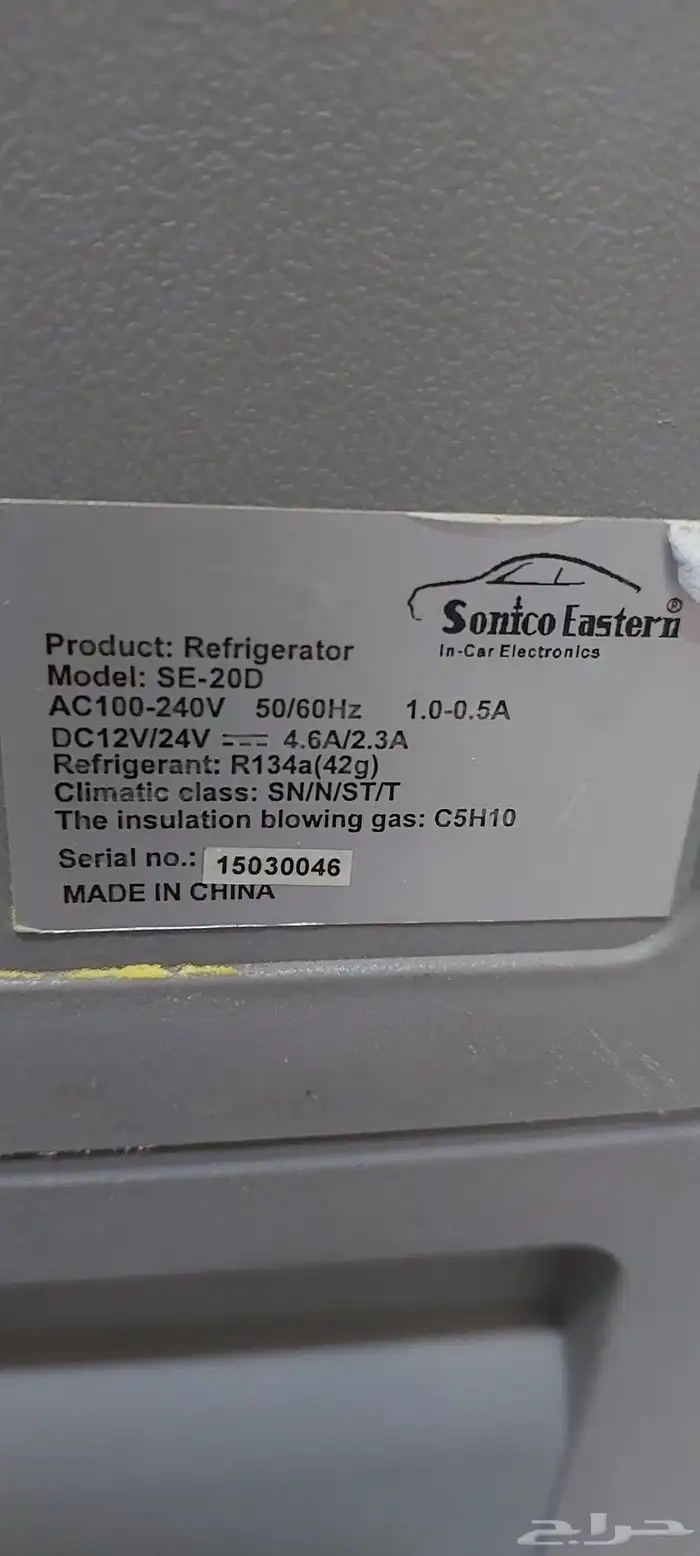 Sonico Eastern®
In-Car Electronics
Product: Refrigerator
Model: SE-20D
AC100-240V 50/60Hz 1.0-0.5A
DC12V/24V ⎓ 4.6A/2.3A
Refrigerant: R134a(42g)
Climatic class: SN/N/ST/T
The insulation blowing gas: C5H10
Serial no.: 15030046
MADE IN CHINA
حراج